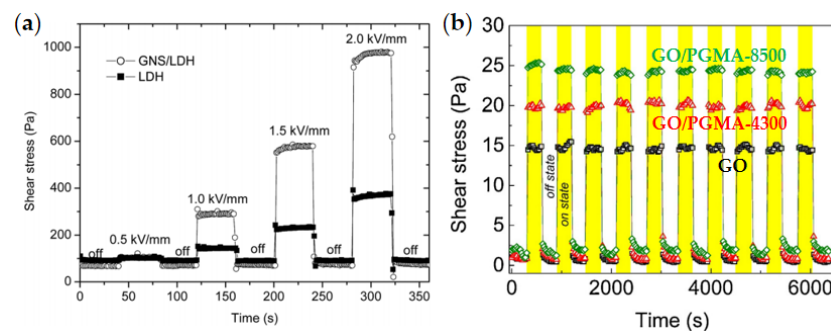 (a)
GNS/LDH
LDH
2.0 kV/mm
1.5 kV/mm
1.0 kV/mm
0.5 kV/mm
off
off
off
off
off
Shear stress (Pa)
1000
800
600
400
200
0
0 50 100 150 200 250 300 350
Time (s)
(b)
GO/PGMA-8500
GO/PGMA-4300
GO
off state
on state
Shear stress (Pa)
30
25
20
15
10
5
0
0 2000 4000 6000
Time (s)